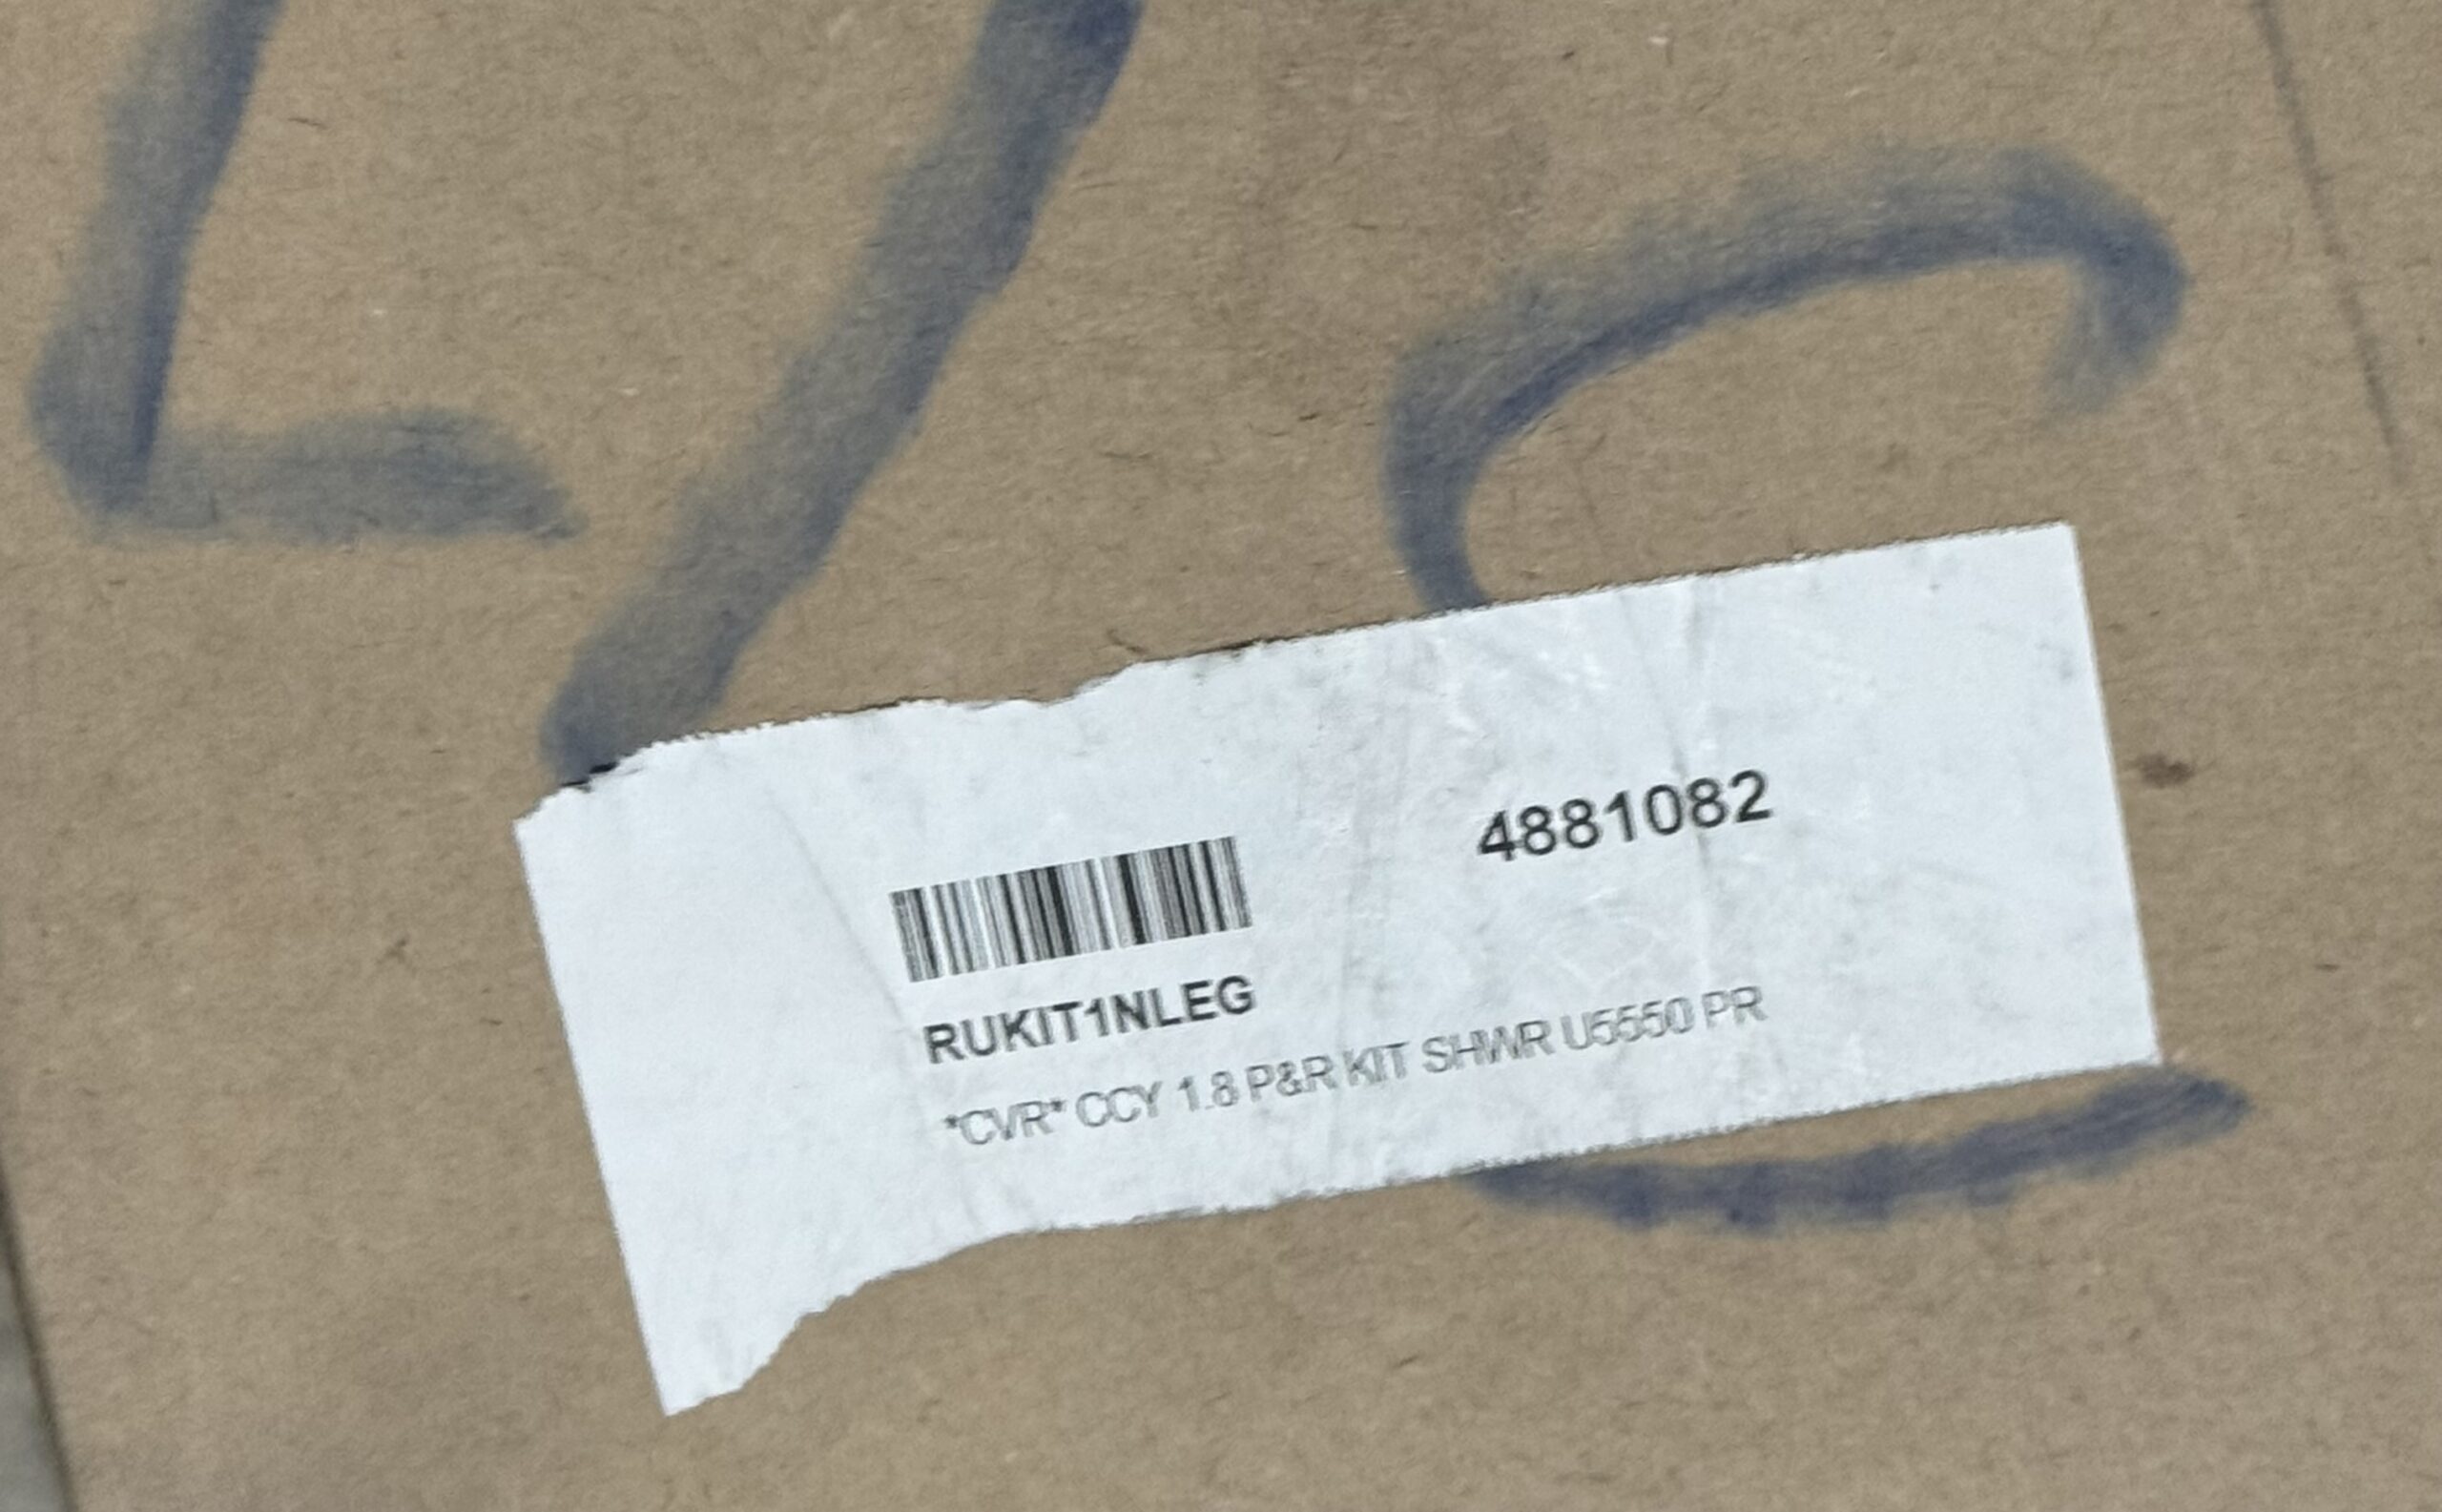 L/C
4881082
RUKIT1NLEG
*CVR* CCY 1.8 P&R KIT SHWR U5550 PR